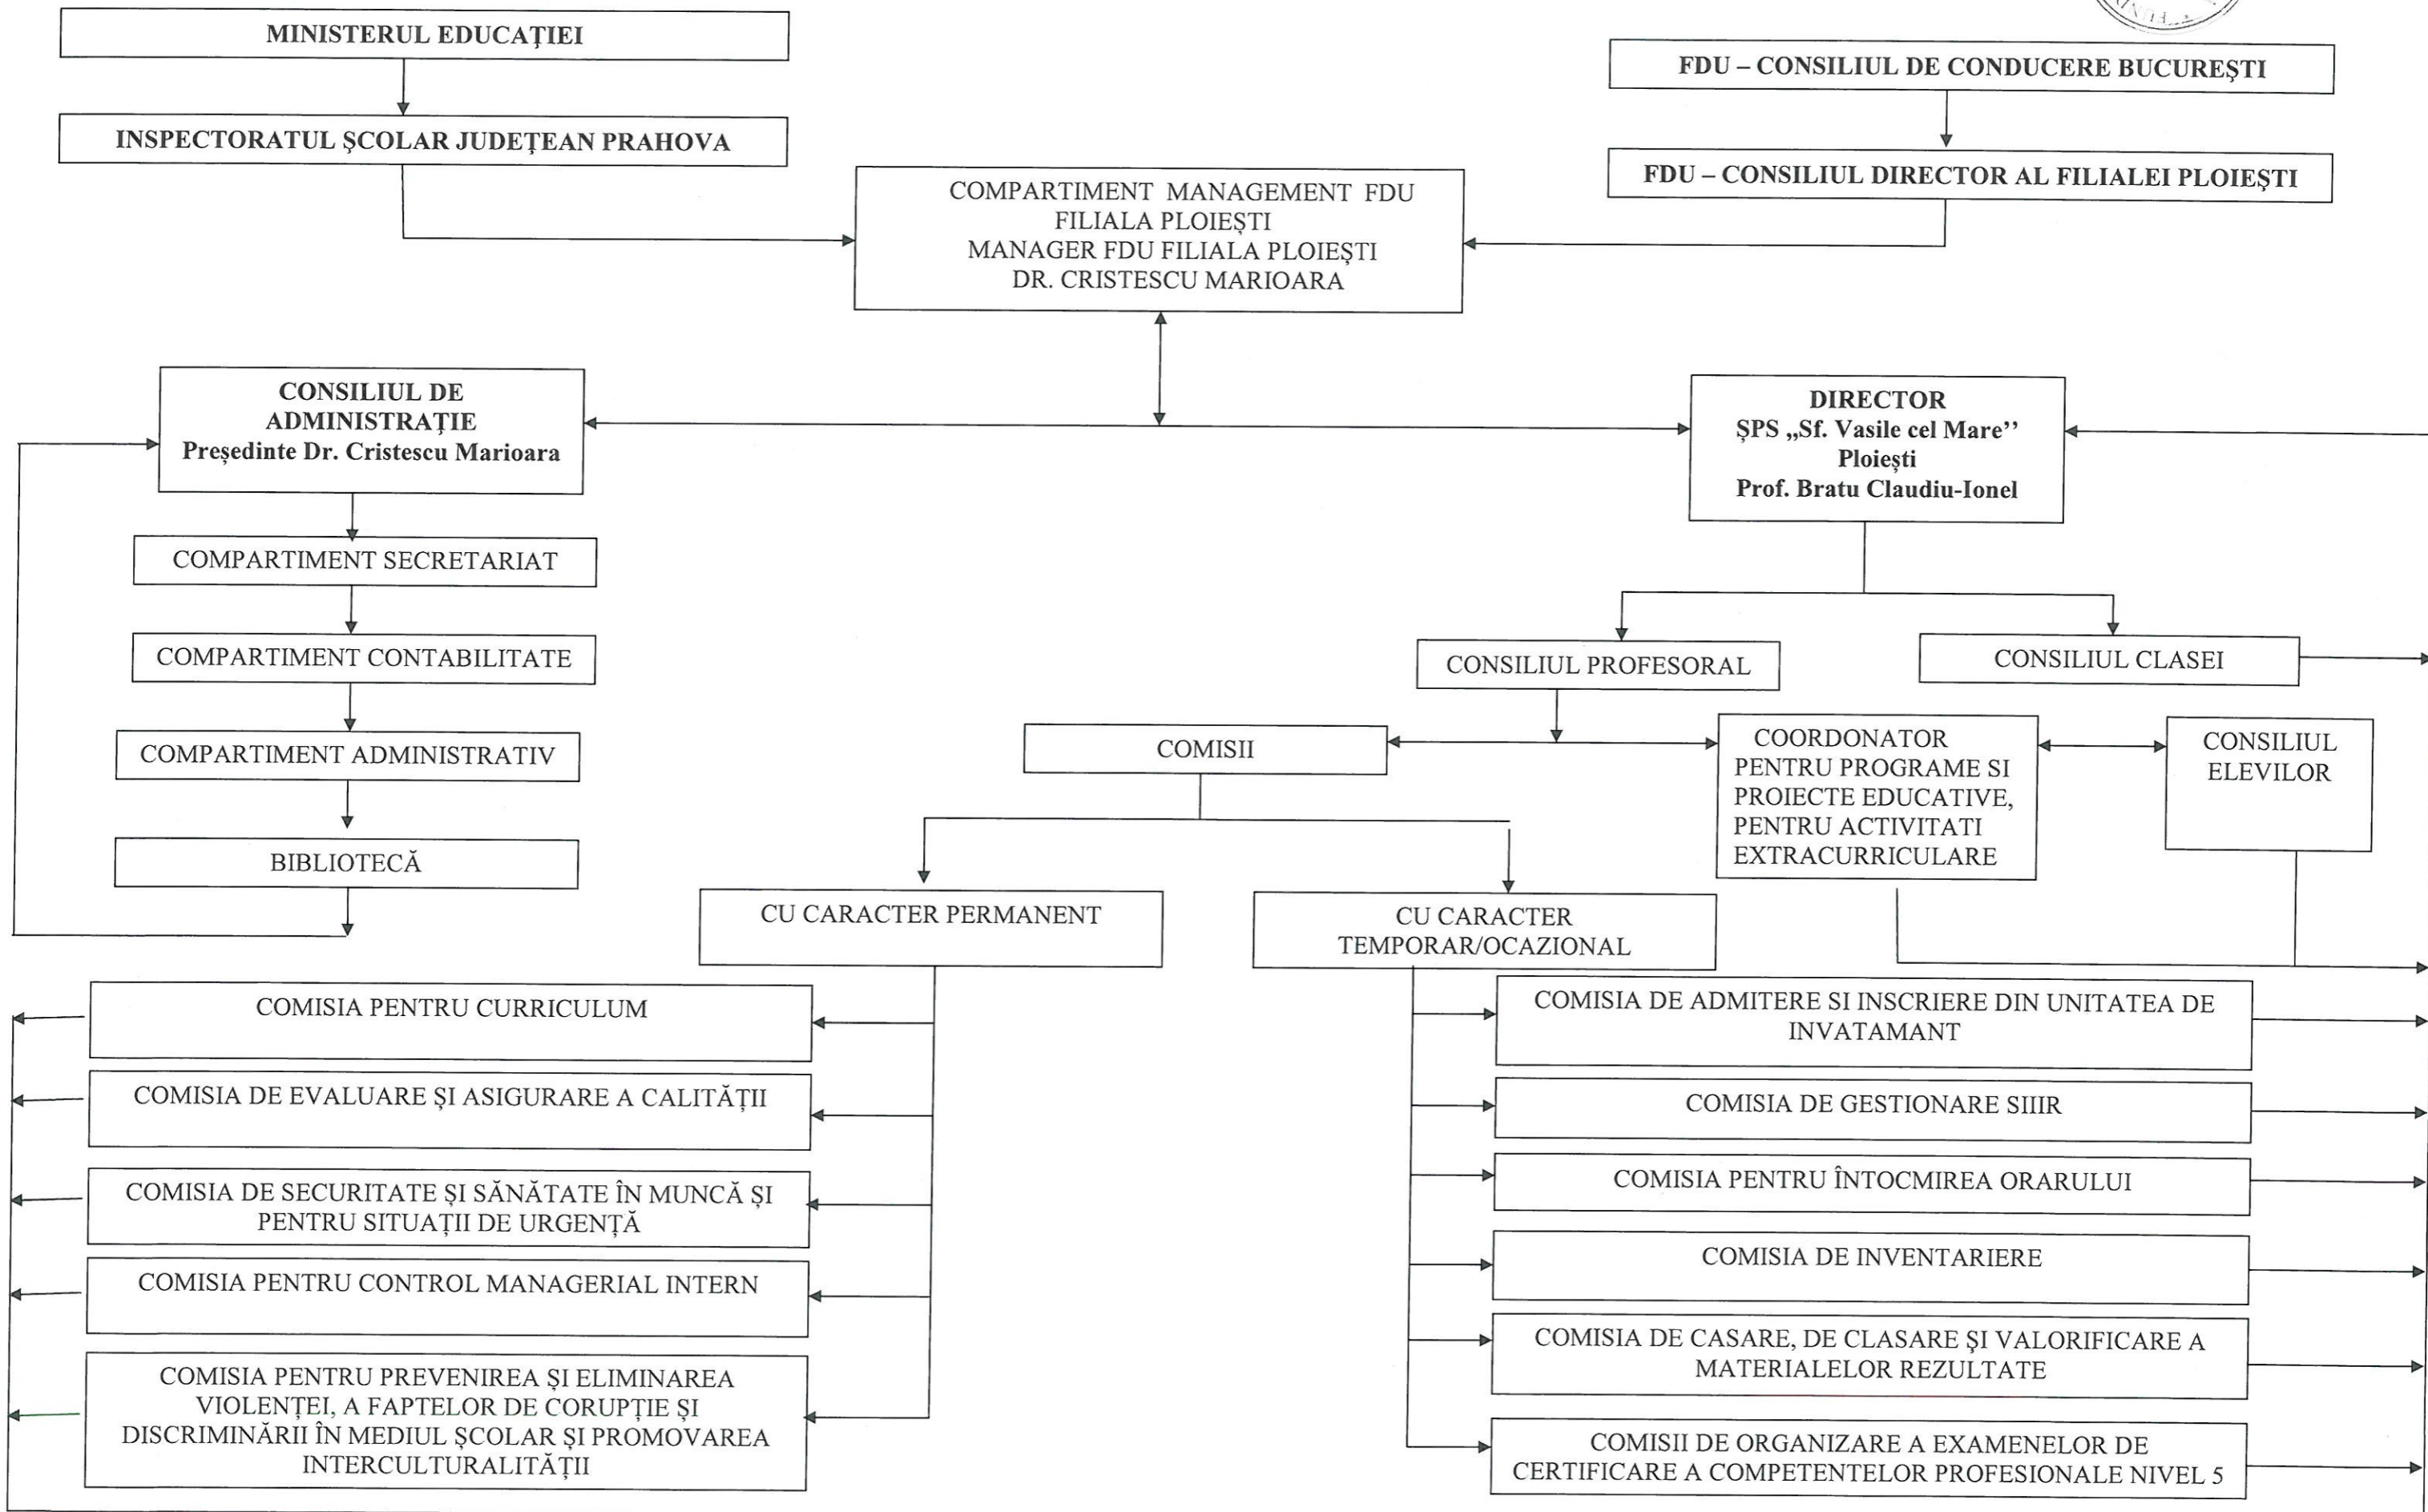 MINISTERUL EDUCAŢIEI
INSPECTORATUL ŞCOLAR JUDEŢEAN PRAHOVA
FDU – CONSILIUL DE CONDUCERE BUCUREŞTI
FDU – CONSILIUL DIRECTOR AL FILIALEI PLOIEŞTI
COMPARTIMENT MANAGEMENT FDU
FILIALA PLOIEȘTI
MANAGER FDU FILIALA PLOIEȘTI
DR. CRISTESCU MARIOARA
CONSILIUL DE
ADMINISTRAŢIE
Președinte Dr. Cristescu Marioara
DIRECTOR
ȘPS „Sf. Vasile cel Mare’’
Ploiești
Prof. Bratu Claudiu-Ionel
COMPARTIMENT SECRETARIAT
COMPARTIMENT CONTABILITATE
COMPARTIMENT ADMINISTRATIV
BIBLIOTECĂ
CONSILIUL PROFESORAL
CONSILIUL CLASEI
COMISII
COORDONATOR
PENTRU PROGRAME SI
PROIECTE EDUCATIVE,
PENTRU ACTIVITATI
EXTRACURRICULARE
CONSILIUL
ELEVILOR
CU CARACTER PERMANENT
CU CARACTER
TEMPORAR/OCAZIONAL
COMISIA PENTRU CURRICULUM
COMISIA DE EVALUARE ȘI ASIGURARE A CALITĂȚII
COMISIA DE SECURITATE ȘI SĂNĂTATE ÎN MUNCĂ ȘI
PENTRU SITUAȚII DE URGENȚĂ
COMISIA PENTRU CONTROL MANAGERIAL INTERN
COMISIA PENTRU PREVENIREA ȘI ELIMINAREA
VIOLENȚEI, A FAPTELOR DE CORUPȚIE ȘI
DISCRIMINĂRII ÎN MEDIUL ȘCOLAR ȘI PROMOVAREA
INTERCULTURALITĂȚII
COMISIA DE ADMITERE SI INSCRIERE DIN UNITATEA DE
INVATAMANT
COMISIA DE GESTIONARE SIIIR
COMISIA PENTRU ÎNTOCMIREA ORARULUI
COMISIA DE INVENTARIERE
COMISIA DE CASARE, DE CLASARE ŞI VALORIFICARE A
MATERIALELOR REZULTATE
COMISII DE ORGANIZARE A EXAMENELOR DE
CERTIFICARE A COMPETENTELOR PROFESIONALE NIVEL 5